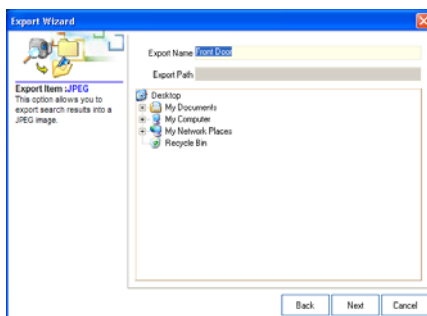 Export Wizard
Export Name Front Door
Export Path
Export Item :JPEG
This option allows you to
export search results into a
JPEG image.
Desktop
My Documents
My Computer
My Network Places
Recycle Bin
Back Next Cancel